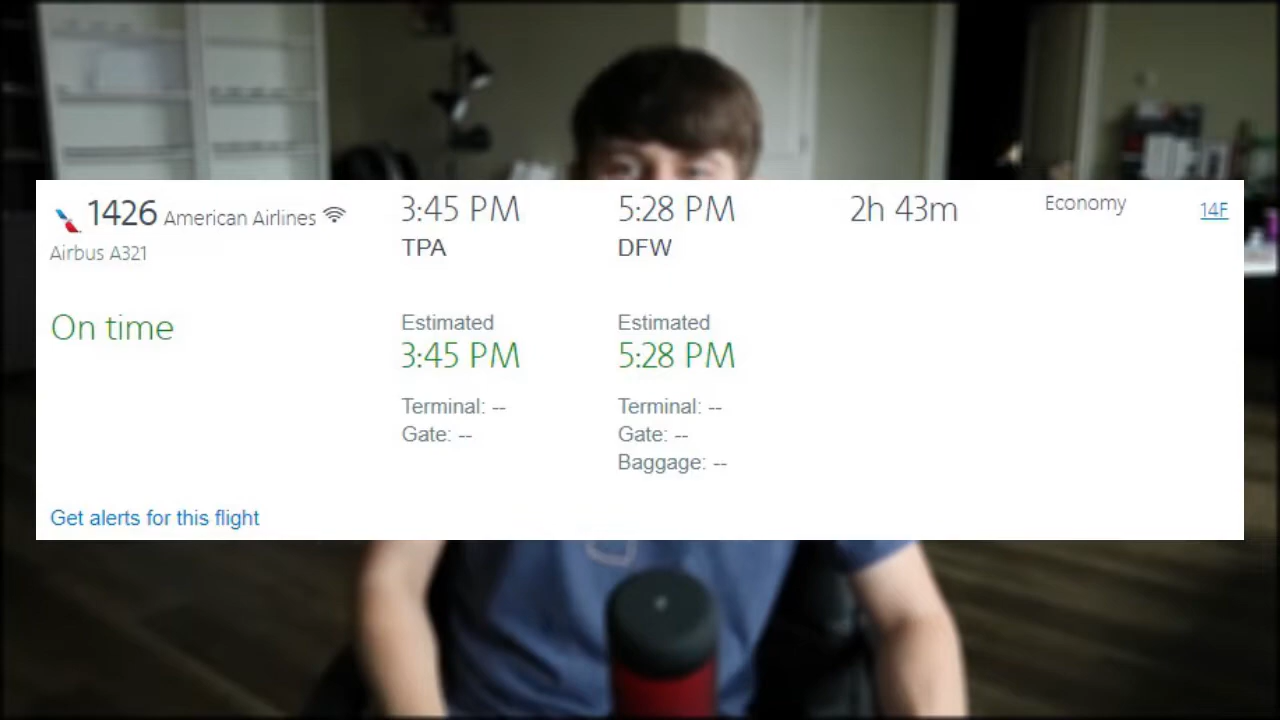 1426 American Airlines 3:45 PM 5:28 PM 2h 43m Economy 14F
Airbus A321 TPA DFW
On time Estimated Estimated
3:45 PM 5:28 PM
Terminal: -- Terminal: --
Gate: -- Gate: --
Baggage: --
Get alerts for this flight